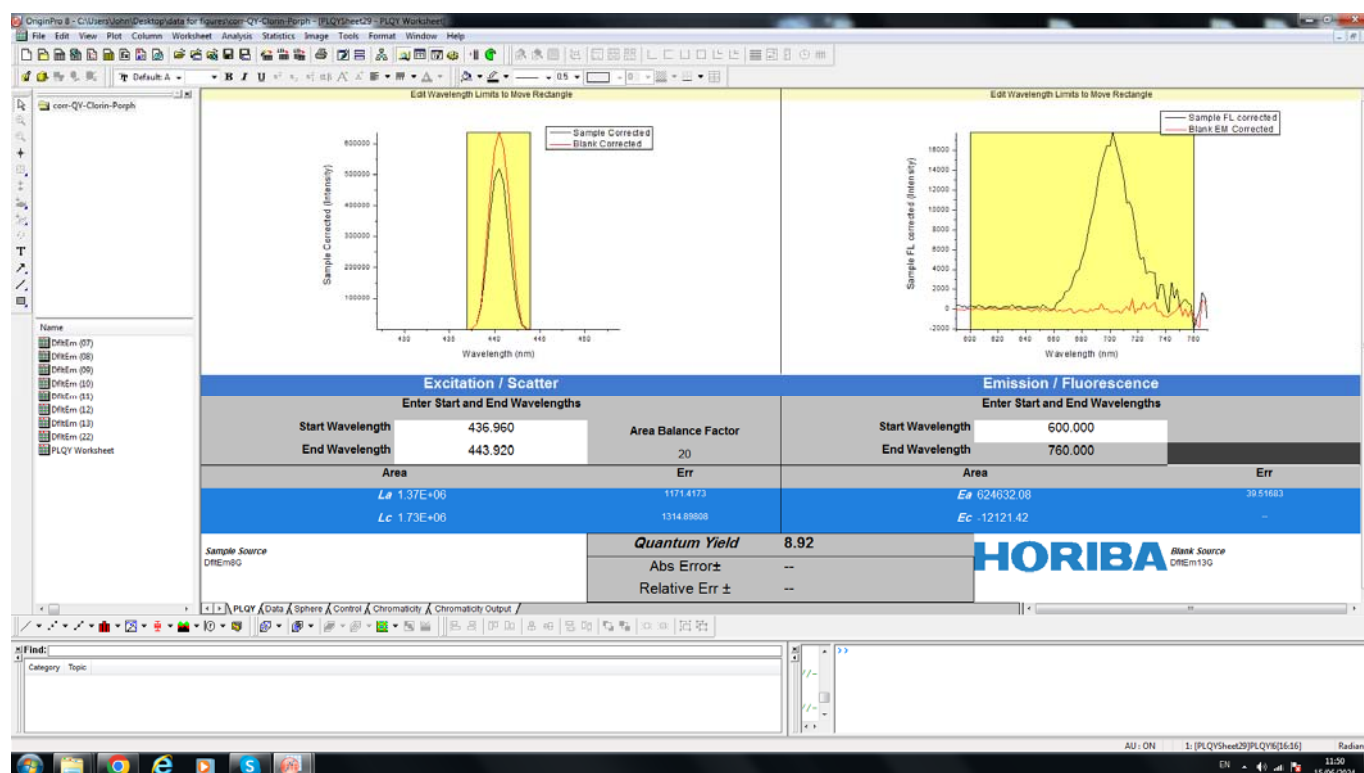 OriginPro 8 - C:\Users\John\Desktop\data for figures\corr-QY-Clorin-Porph - [PLQYSheet29 - PLQY Worksheet]
File Edit View Plot Column Worksheet Analysis Statistics Image Tools Format Window Help
Default: A
B I U
0.5
0
corr-QY-Clorin-Porph
Name
DfltEm (07)
DfltEm (08)
DfltEm (09)
DfltEm (10)
DfltEm (11)
DfltEm (12)
DfltEm (13)
DfltEm (22)
PLQY Worksheet
Edit Wavelength Limits to Move Rectangle
Sample Corrected
Blank Corrected
Sample Corrected (Intensity)
600000
500000
400000
300000
200000
100000
Wavelength (nm)
Edit Wavelength Limits to Move Rectangle
Sample FL corrected
Blank EM Corrected
Sample FL corrected (Intensity)
14000
12000
10000
8000
6000
4000
2000
0
-2000
600 620 640 660 680 700 720 740 760
Wavelength (nm)
Excitation / Scatter
Enter Start and End Wavelengths
Start Wavelength 436.960
End Wavelength 443.920
Area Balance Factor
20
Area Err
La 1.37E+06 1171.4173
Lc 1.73E+06 1314.89808
Emission / Fluorescence
Enter Start and End Wavelengths
Start Wavelength 600.000
End Wavelength 760.000
Area Err
Ea 624632.08 39.51683
Ec -12121.42 --
Sample Source
DfltEm8G
Quantum Yield 8.92
Abs Error± --
Relative Err ± --
HORIBA
Blank Source
DfltEm13G
PLQY Data Sphere Control Chromaticity Chromaticity Output
Find:
Category Topic
>>
//-
//-
AU : ON 1: [PLQYSheet29]PLQY!6[16:16] Radian
EN 11:50